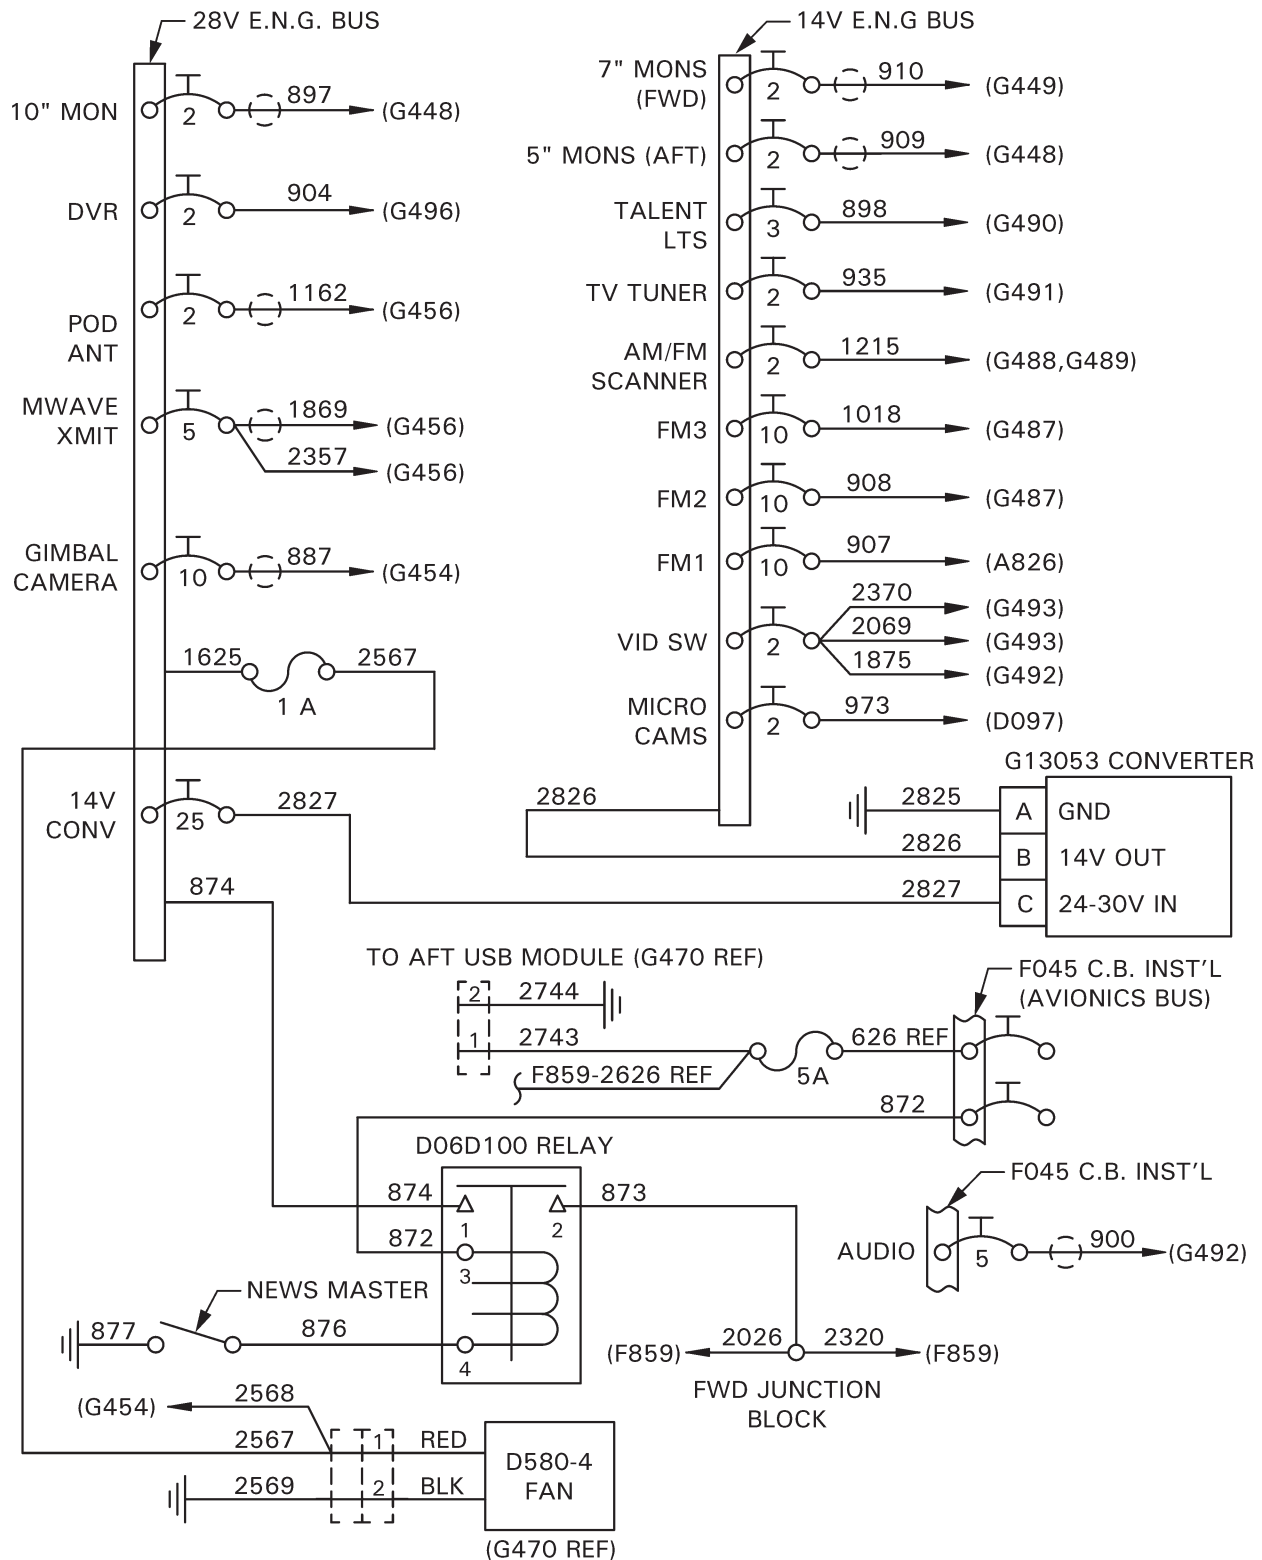 28V E.N.G. BUS
10" MON
2
897
(G448)
DVR
2
904
(G496)
POD
ANT
2
1162
(G456)
MWAVE
XMIT
5
1869
(G456)
2357
(G456)
GIMBAL
CAMERA
10
887
(G454)
1625
1 A
2567
14V
CONV
25
2827
874
14V E.N.G BUS
7" MONS
(FWD)
2
910
(G449)
5" MONS (AFT)
2
909
(G448)
TALENT
LTS
3
898
(G490)
TV TUNER
2
935
(G491)
AM/FM
SCANNER
2
1215
(G488,G489)
FM3
10
1018
(G487)
FM2
10
908
(G487)
FM1
10
907
(A826)
VID SW
2
2370
(G493)
2069
(G493)
1875
(G492)
MICRO
CAMS
2
973
(D097)
G13053 CONVERTER
2826
2825
A
GND
2826
B
14V OUT
2827
C
24-30V IN
TO AFT USB MODULE (G470 REF)
2
2744
1
2743
F859-2626 REF
5A
626 REF
F045 C.B. INST'L
(AVIONICS BUS)
872
D06D100 RELAY
874
1
2
873
872
3
4
NEWS MASTER
877
876
F045 C.B. INST'L
AUDIO
5
900
(G492)
(F859)
2026
2320
(F859)
FWD JUNCTION
BLOCK
(G454)
2568
2567
1
RED
2569
2
BLK
D580-4
FAN
(G470 REF)